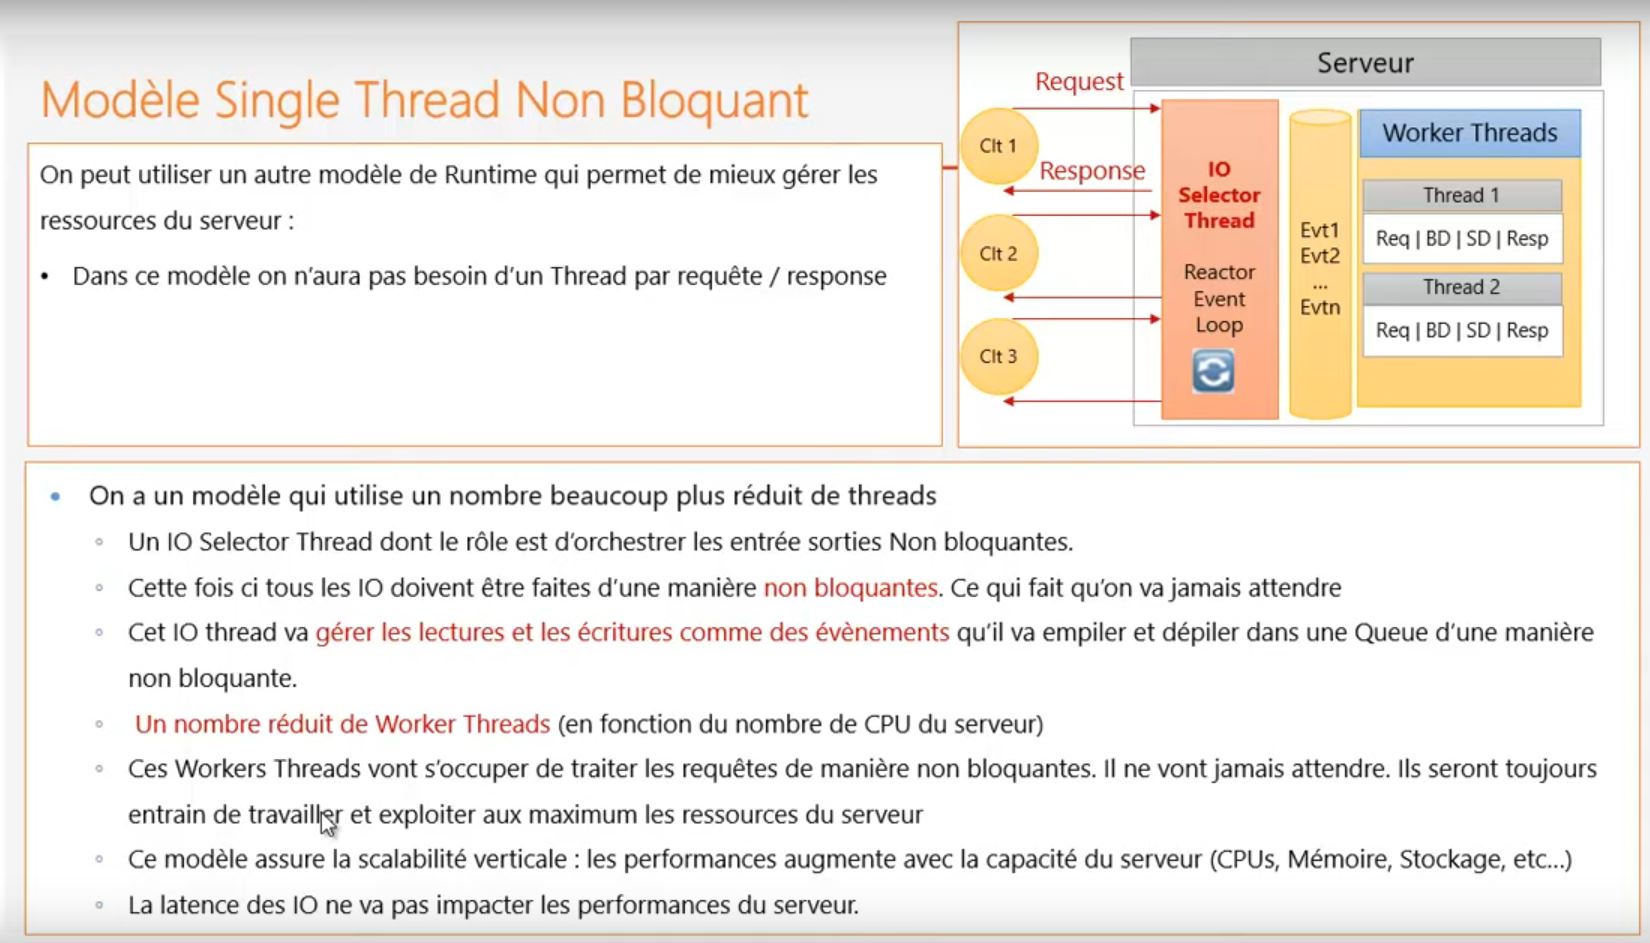 Modèle Single Thread Non Bloquant
On peut utiliser un autre modèle de Runtime qui permet de mieux gérer les
ressources du serveur :
• Dans ce modèle on n'aura pas besoin d'un Thread par requête / response
Serveur
Request
Response
Clt 1
Clt 2
Clt 3
IO
Selector
Thread
Reactor
Event
Loop
Evt1
Evt2
...
Evtn
Worker Threads
Thread 1
Req | BD | SD | Resp
Thread 2
Req | BD | SD | Resp
• On a un modèle qui utilise un nombre beaucoup plus réduit de threads
◦ Un IO Selector Thread dont le rôle est d'orchestrer les entrée sorties Non bloquantes.
◦ Cette fois ci tous les IO doivent être faites d'une manière non bloquantes. Ce qui fait qu'on va jamais attendre
◦ Cet IO thread va gérer les lectures et les écritures comme des évènements qu'il va empiler et dépiler dans une Queue d'une manière
non bloquante.
◦ Un nombre réduit de Worker Threads (en fonction du nombre de CPU du serveur)
◦ Ces Workers Threads vont s'occuper de traiter les requêtes de manière non bloquantes. Il ne vont jamais attendre. Ils seront toujours
entrain de travailler et exploiter aux maximum les ressources du serveur
◦ Ce modèle assure la scalabilité verticale : les performances augmente avec la capacité du serveur (CPUs, Mémoire, Stockage, etc...)
◦ La latence des IO ne va pas impacter les performances du serveur.